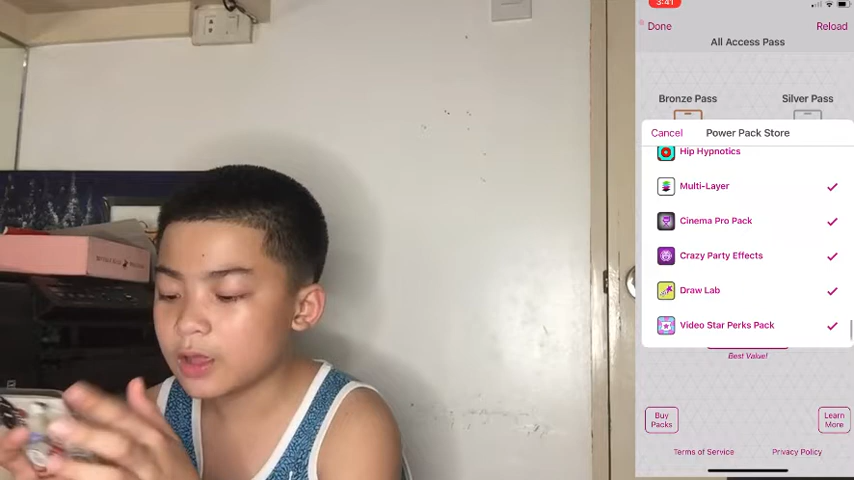 3:41
Done
Reload
All Access Pass
Bronze Pass
Silver Pass
Cancel
Power Pack Store
Hip Hypnotics
Multi-Layer
Cinema Pro Pack
Crazy Party Effects
Draw Lab
Video Star Perks Pack
Best Value!
Buy
Packs
Learn
More
Terms of Service
Privacy Policy